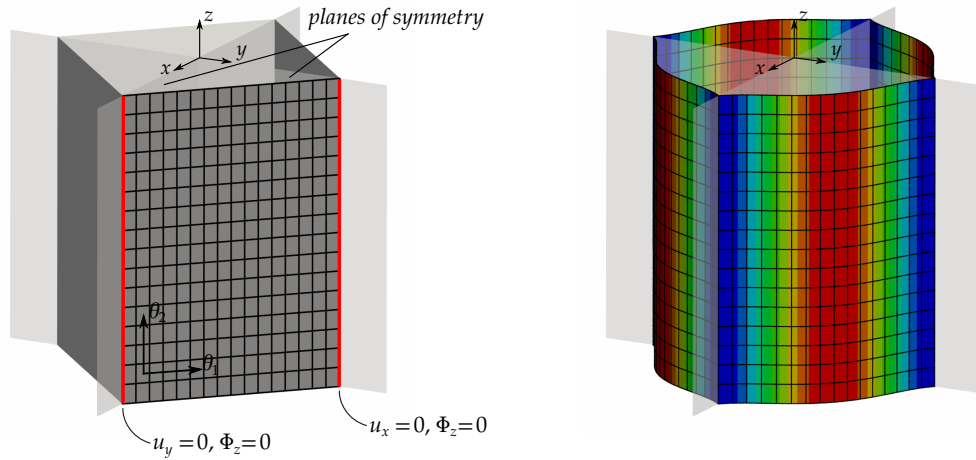 planes of symmetry
z
y
x
θ₂
θ₁
u_y = 0, Φ_z=0
u_x = 0, Φ_z=0
z
y
x